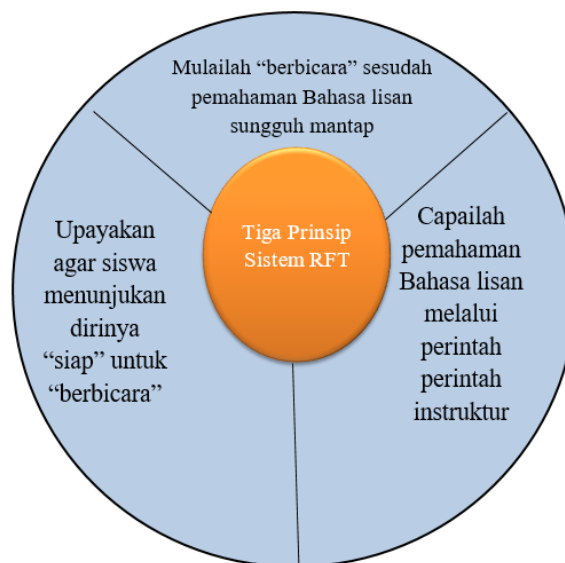 Mulailah “berbicara” sesudah
pemahaman Bahasa lisan
sungguh mantap
Upayakan
agar siswa
menunjukan
dirinya
“siap” untuk
“berbicara”
Tiga Prinsip
Sistem RFT
Capailah
pemahaman
Bahasa lisan
melalui
perintah
perintah
instruktur